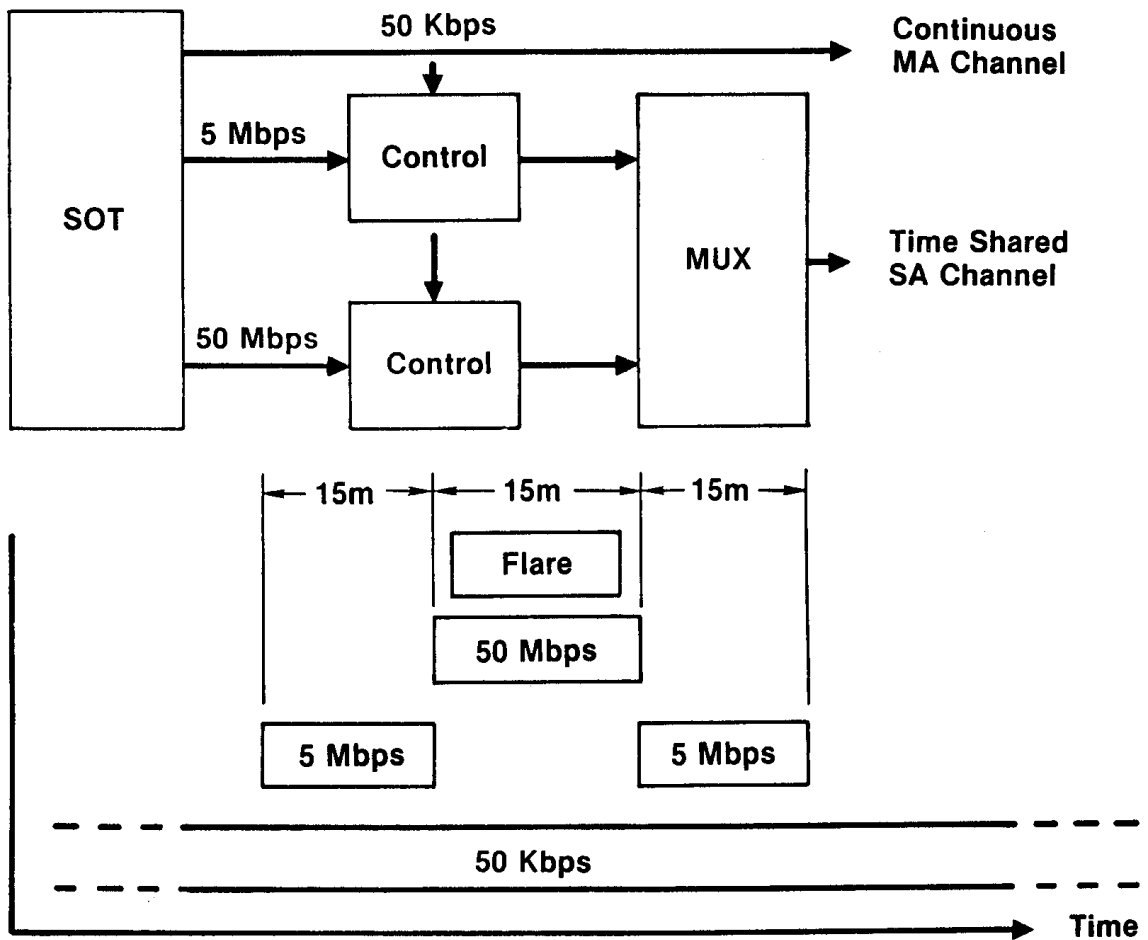 50 Kbps
Continuous
MA Channel
5 Mbps
Control
SOT
MUX
Time Shared
SA Channel
50 Mbps
Control
15m
15m
15m
Flare
50 Mbps
5 Mbps
5 Mbps
50 Kbps
Time